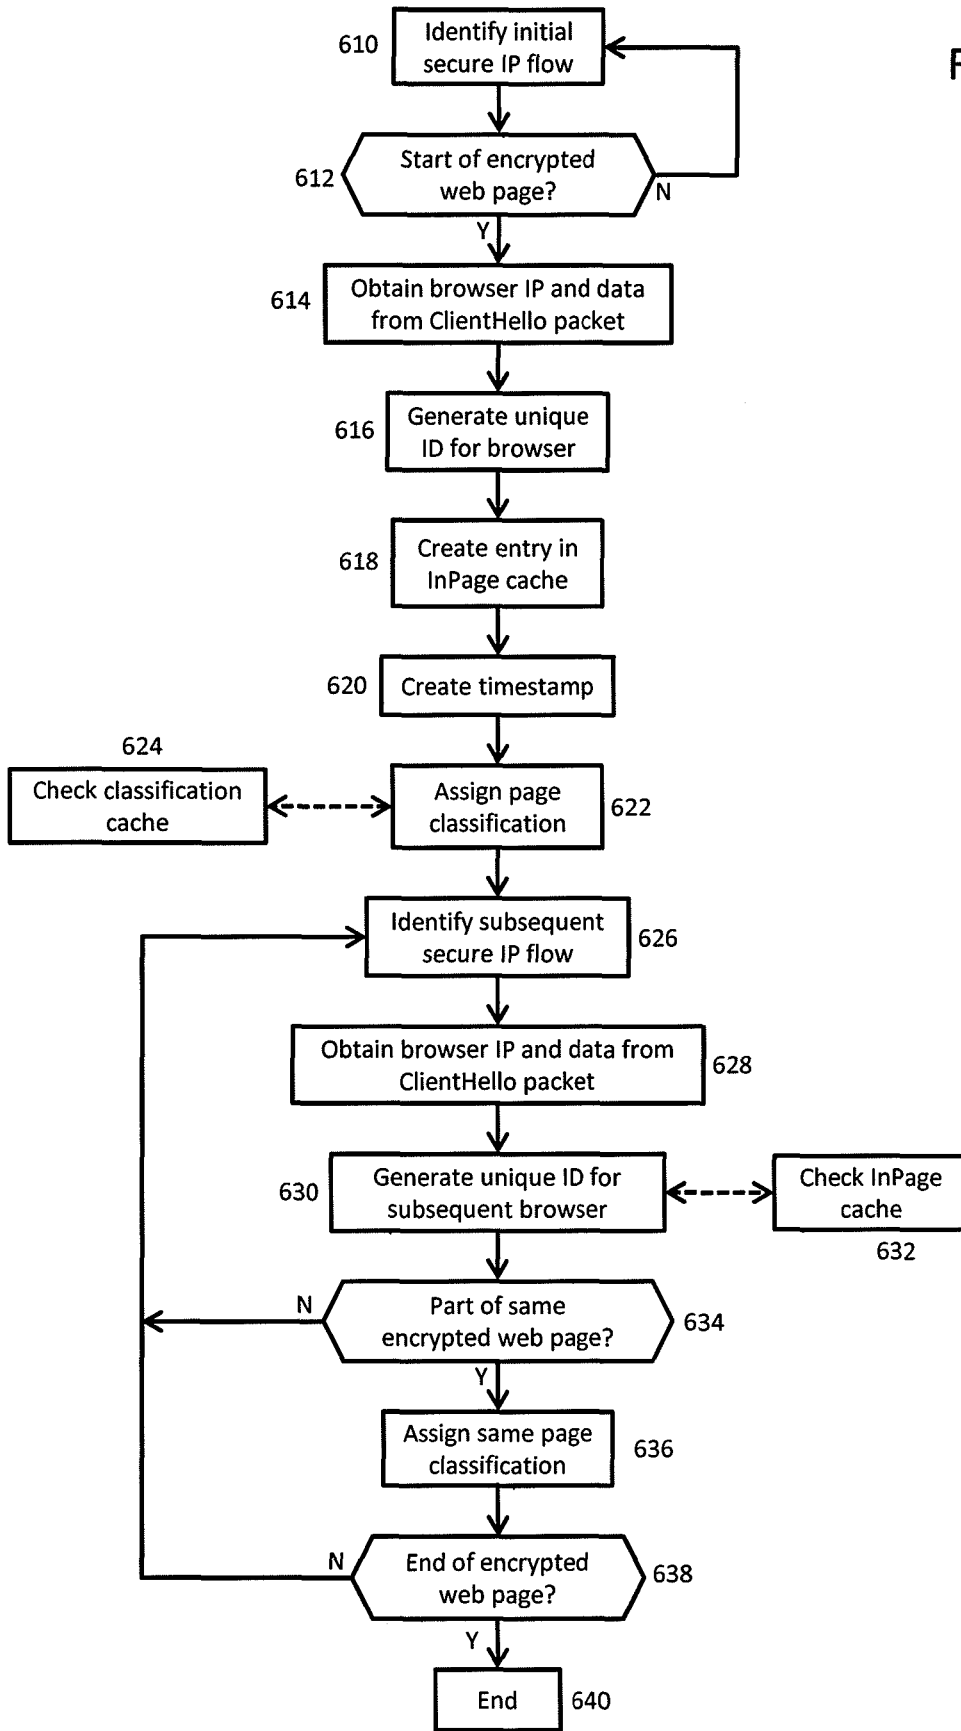 610
Identify initial
secure IP flow
F
612
Start of encrypted
web page?
N
Y
614
Obtain browser IP and data
from ClientHello packet
616
Generate unique
ID for browser
618
Create entry in
InPage cache
620
Create timestamp
624
Check classification
cache
Assign page
classification
622
Identify subsequent
secure IP flow
626
Obtain browser IP and data from
ClientHello packet
628
630
Generate unique ID for
subsequent browser
Check InPage
cache
632
N
Part of same
encrypted web page?
634
Y
Assign same page
classification
636
N
End of encrypted
web page?
638
Y
End
640